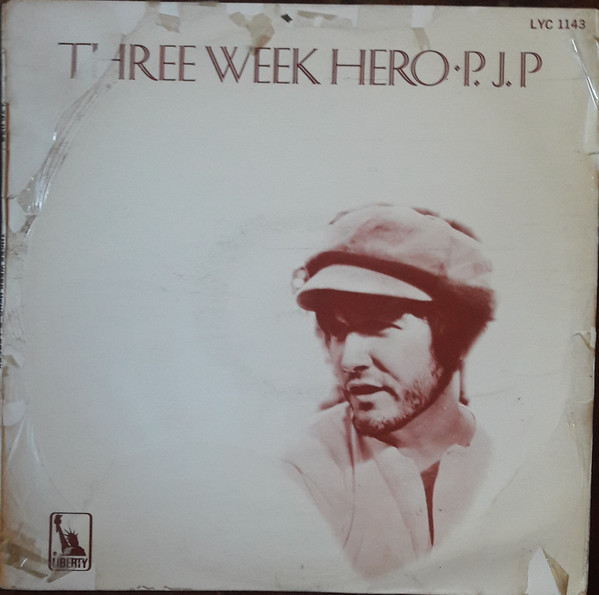 LYC 1143
THREE WEEK HERO·P.J.P
LIBERTY